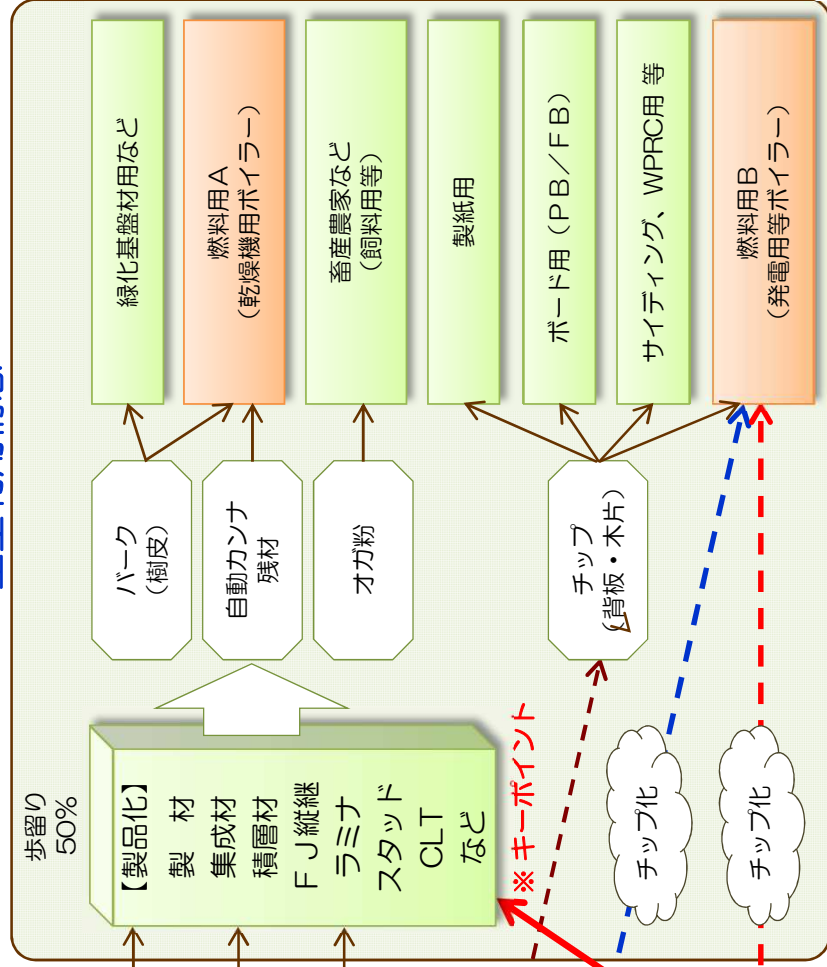 歩留り
50%
【製品化】
製 材
集成材
積層材
ＦＪ縦継
ラミナ
スタッド
CLT
など
※キーポイント
バーク
（樹皮）
自動カンナ
残材
オガ粉
チップ
（背板・木片）
チップ化
チップ化
緑化基盤材用など
燃料用Ａ
（乾燥機用ボイラー）
畜産農家など
（飼料用等）
製紙用
ボード用（ＰＢ／ＦＢ）
サイディング、WPRC用 等
燃料用Ｂ
（発電用等ボイラー）